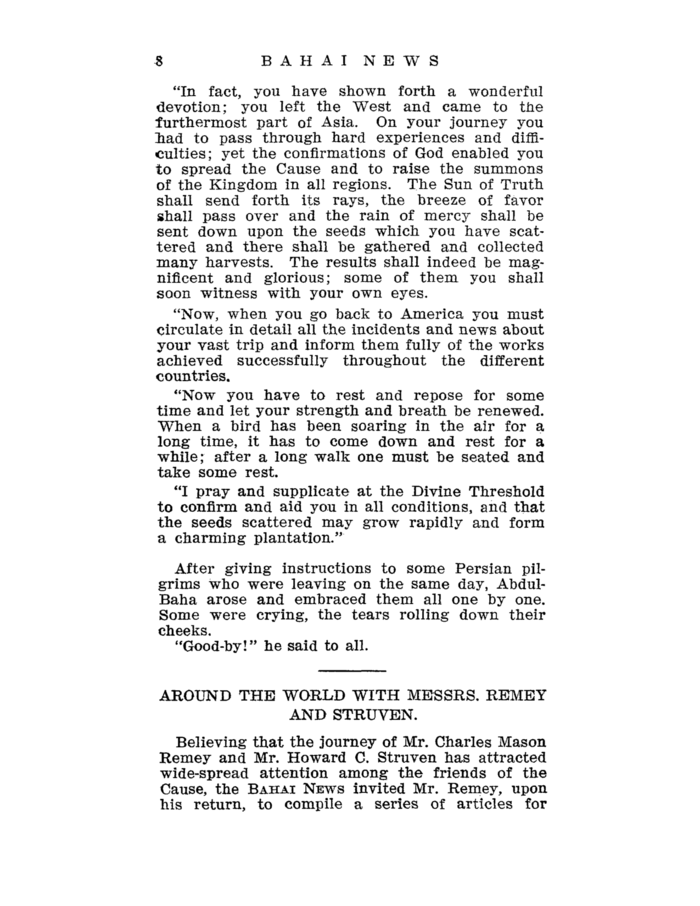 8 BAHAI NEWS
"In fact, you have shown forth a wonderful
devotion; you left the West and came to the
furthermost part of Asia. On your journey you
had to pass through hard experiences and diffi-
culties; yet the confirmations of God enabled you
to spread the Cause and to raise the summons
of the Kingdom in all regions. The Sun of Truth
shall send forth its rays, the breeze of favor
shall pass over and the rain of mercy shall be
sent down upon the seeds which you have scat-
tered and there shall be gathered and collected
many harvests. The results shall indeed be mag-
nificent and glorious; some of them you shall
soon witness with your own eyes.
"Now, when you go back to America you must
circulate in detail all the incidents and news about
your vast trip and inform them fully of the works
achieved successfully throughout the different
countries.
"Now you have to rest and repose for some
time and let your strength and breath be renewed.
When a bird has been soaring in the air for a
long time, it has to come down and rest for a
while; after a long walk one must be seated and
take some rest.
"I pray and supplicate at the Divine Threshold
to confirm and aid you in all conditions, and that
the seeds scattered may grow rapidly and form
a charming plantation."
After giving instructions to some Persian pil-
grims who were leaving on the same day, Abdul-
Baha arose and embraced them all one by one.
Some were crying, the tears rolling down their
cheeks.
"Good-by!" he said to all.
AROUND THE WORLD WITH MESSRS. REMEY
AND STRUVEN.
Believing that the journey of Mr. Charles Mason
Remey and Mr. Howard C. Struven has attracted
wide-spread attention among the friends of the
Cause, the BAHAI NEWS invited Mr. Remey, upon
his return, to compile a series of articles for